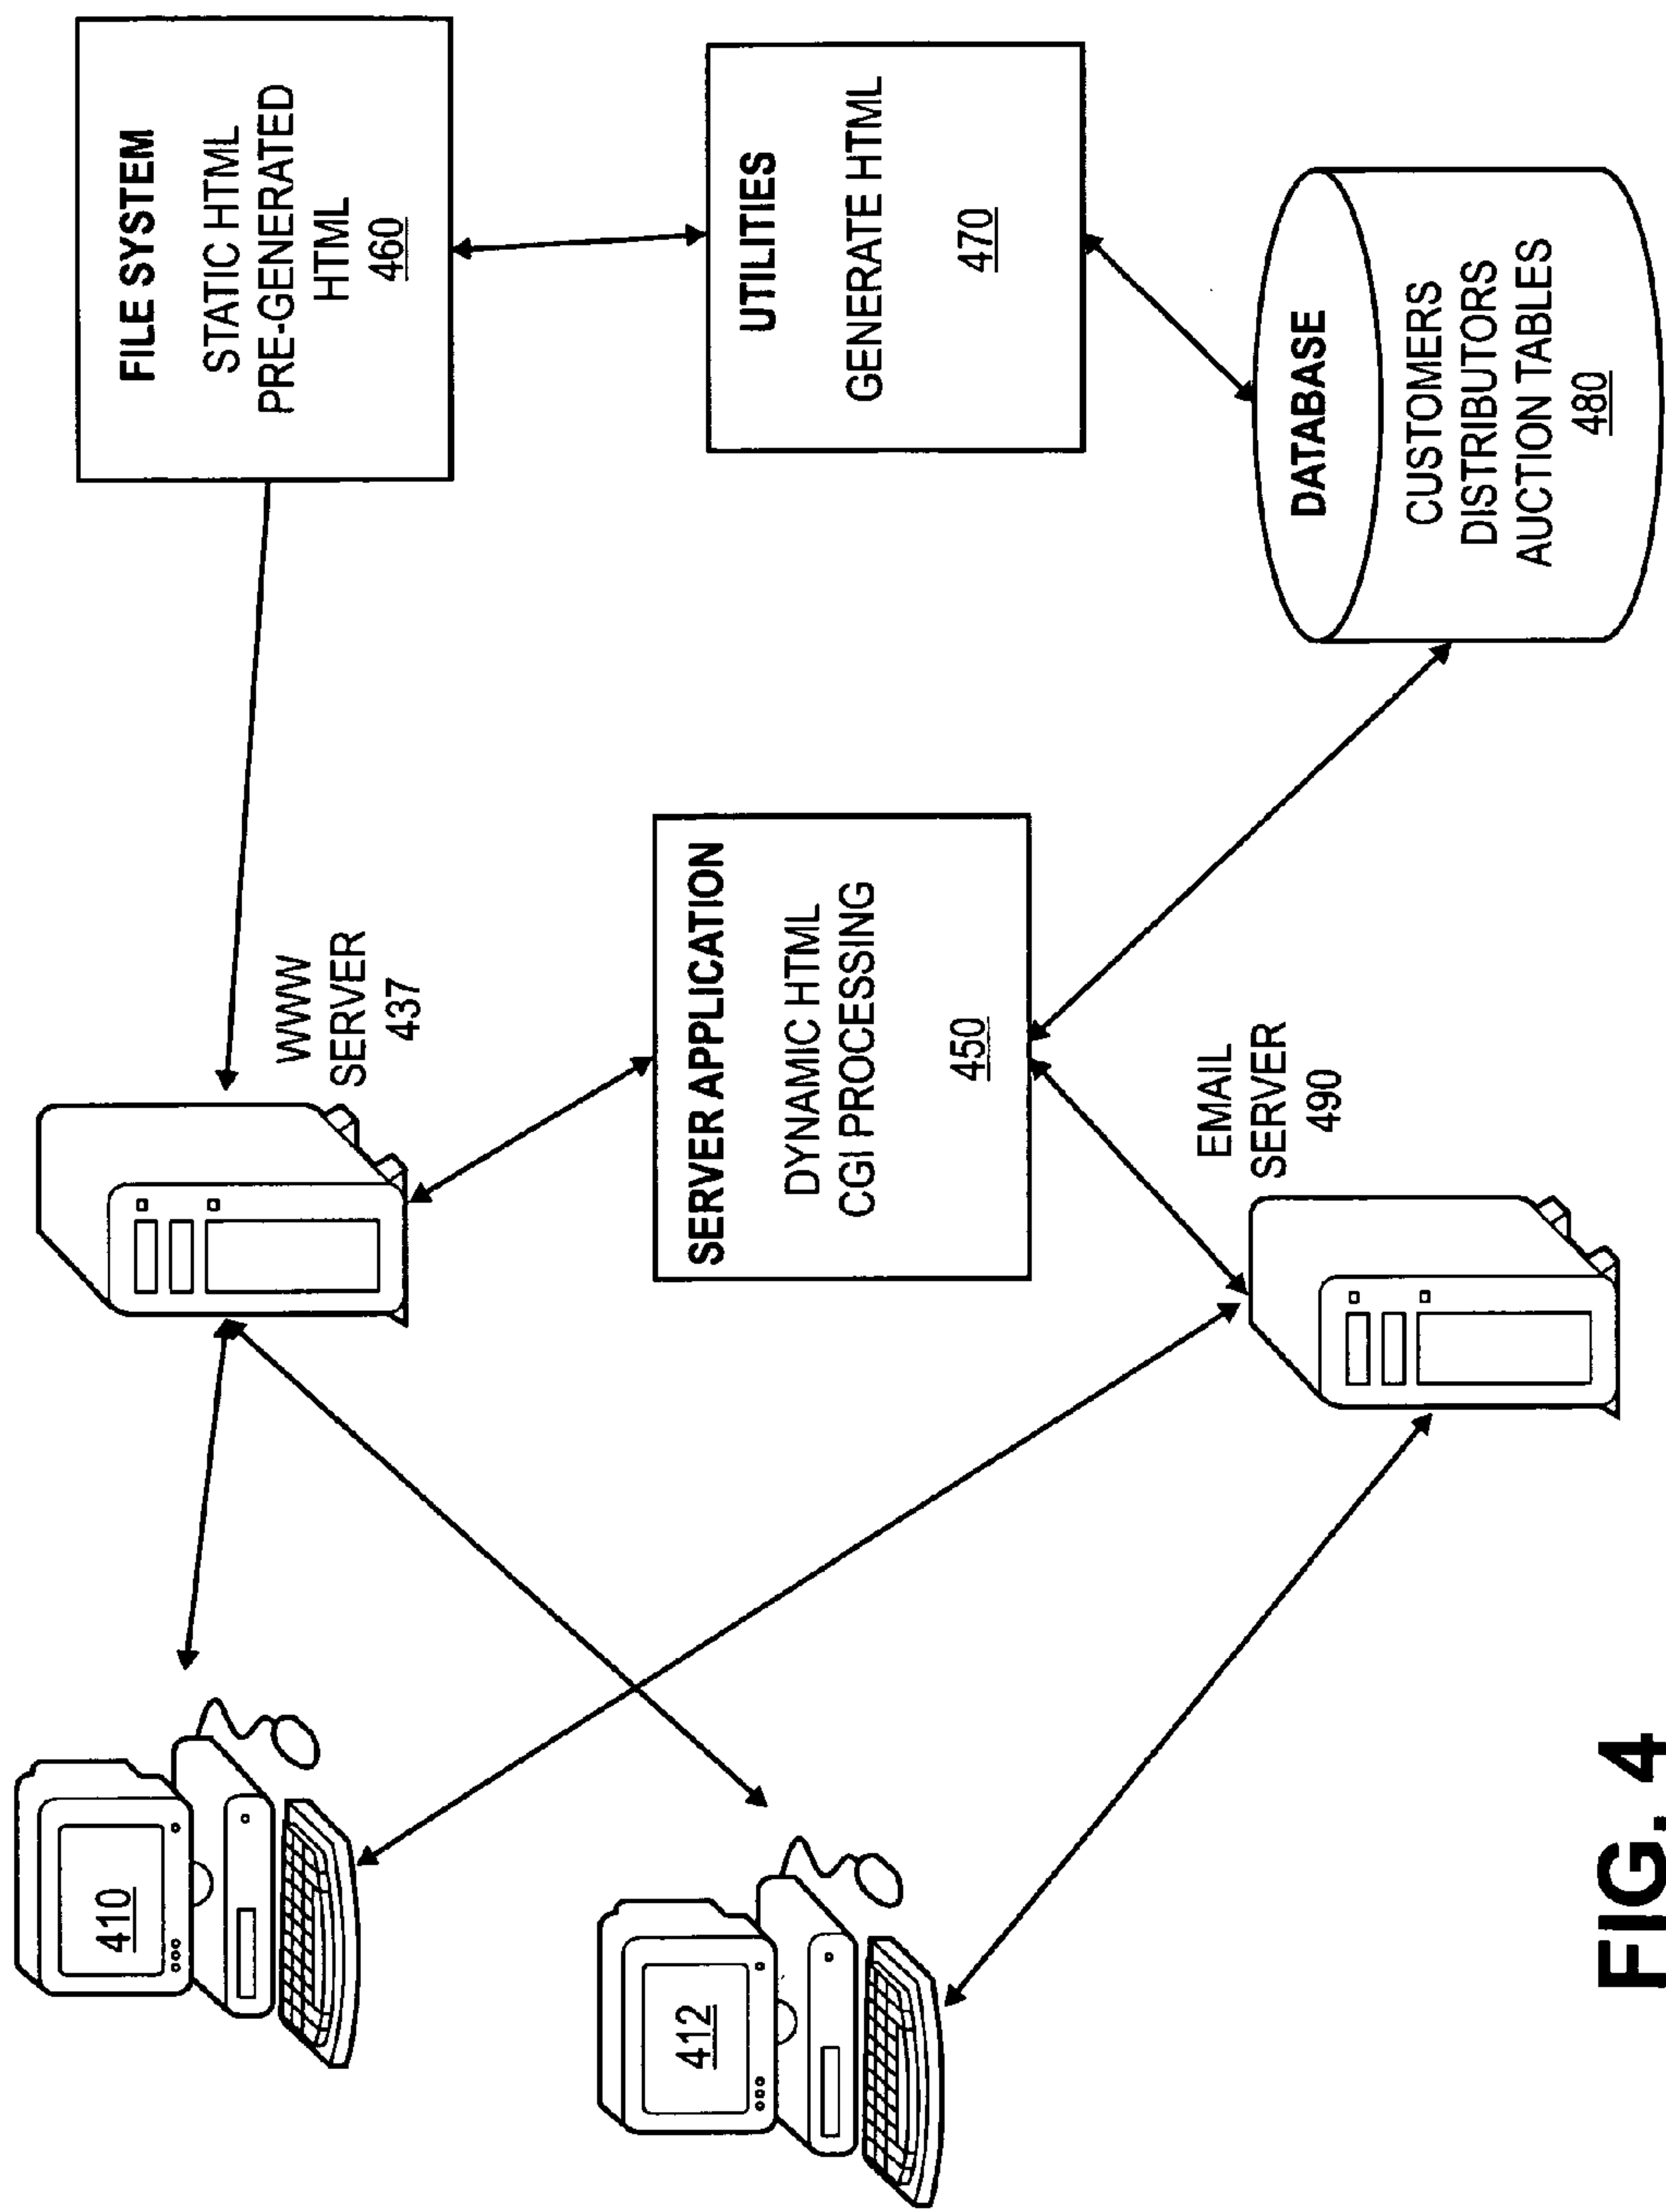 410
412
WWW
SERVER
437
EMAIL
SERVER
490
SERVER APPLICATION
DYNAMIC HTML
CGI PROCESSING
450
FILE SYSTEM
STATIC HTML
PRE-GENERATED
HTML
460
UTILITIES
GENERATE HTML
470
DATABASE
CUSTOMERS
DISTRIBUTORS
AUCTION TABLES
480
FIG. 4